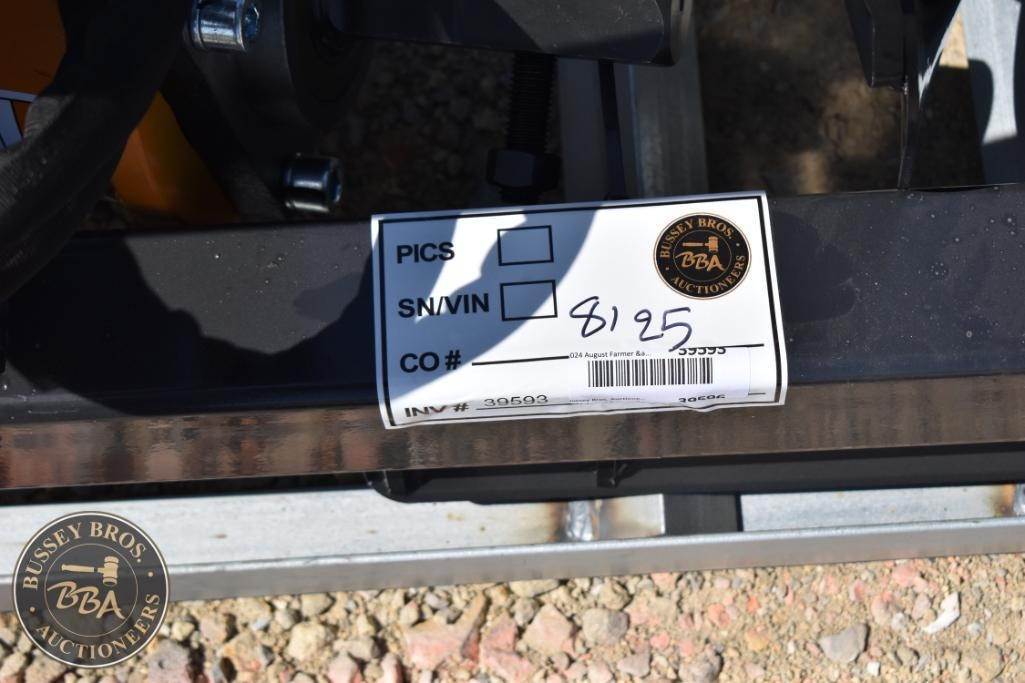 PICS
BUSSEY BROS.
BBA
AUCTIONEERS
SN/VIN
8125
CO #
024 August Farmer &a...
39593
INV # 39593
BUSSEY BROS.
BBA
AUCTIONEERS